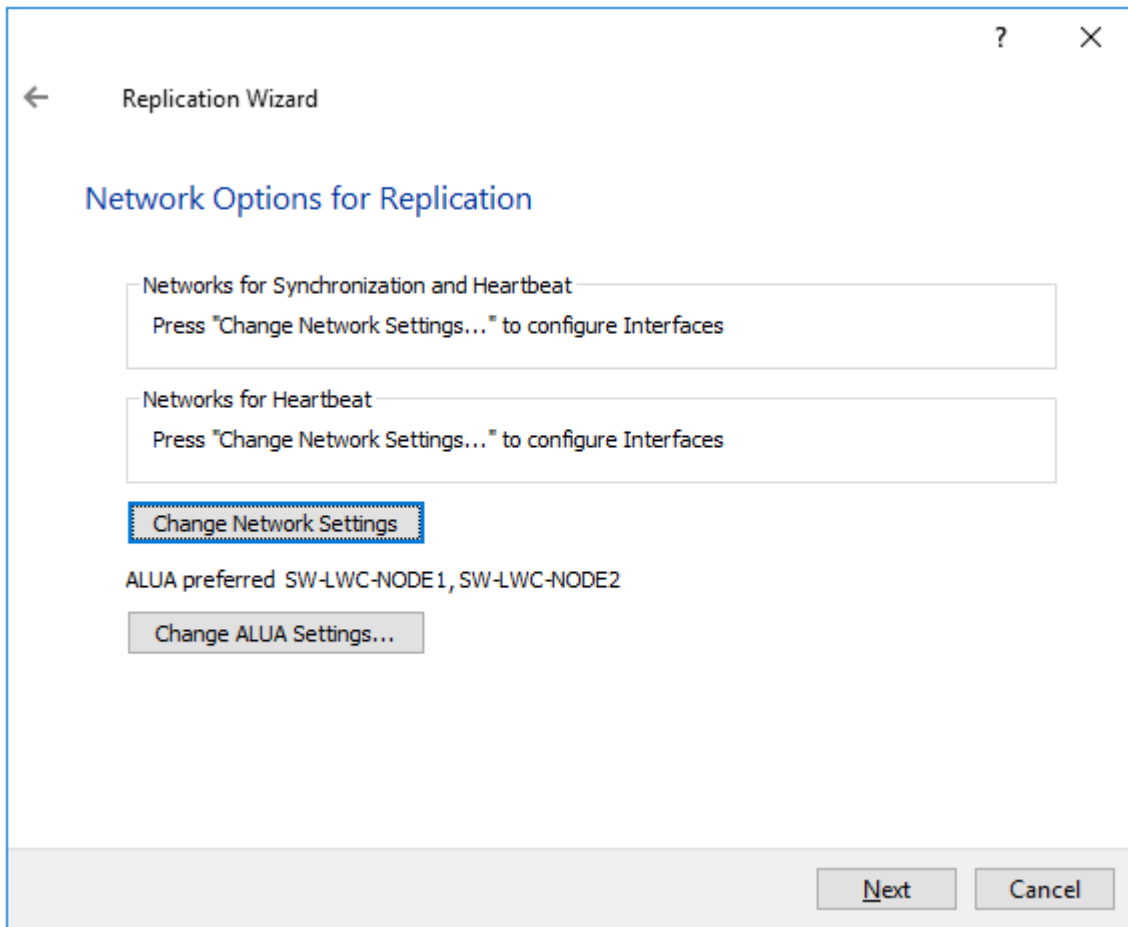 ?
Replication Wizard
Network Options for Replication
Networks for Synchronization and Heartbeat
Press "Change Network Settings..." to configure Interfaces
Networks for Heartbeat
Press "Change Network Settings..." to configure Interfaces
Change Network Settings
ALUA preferred SW-LWC-NODE1, SW-LWC-NODE2
Change ALUA Settings...
Next Cancel